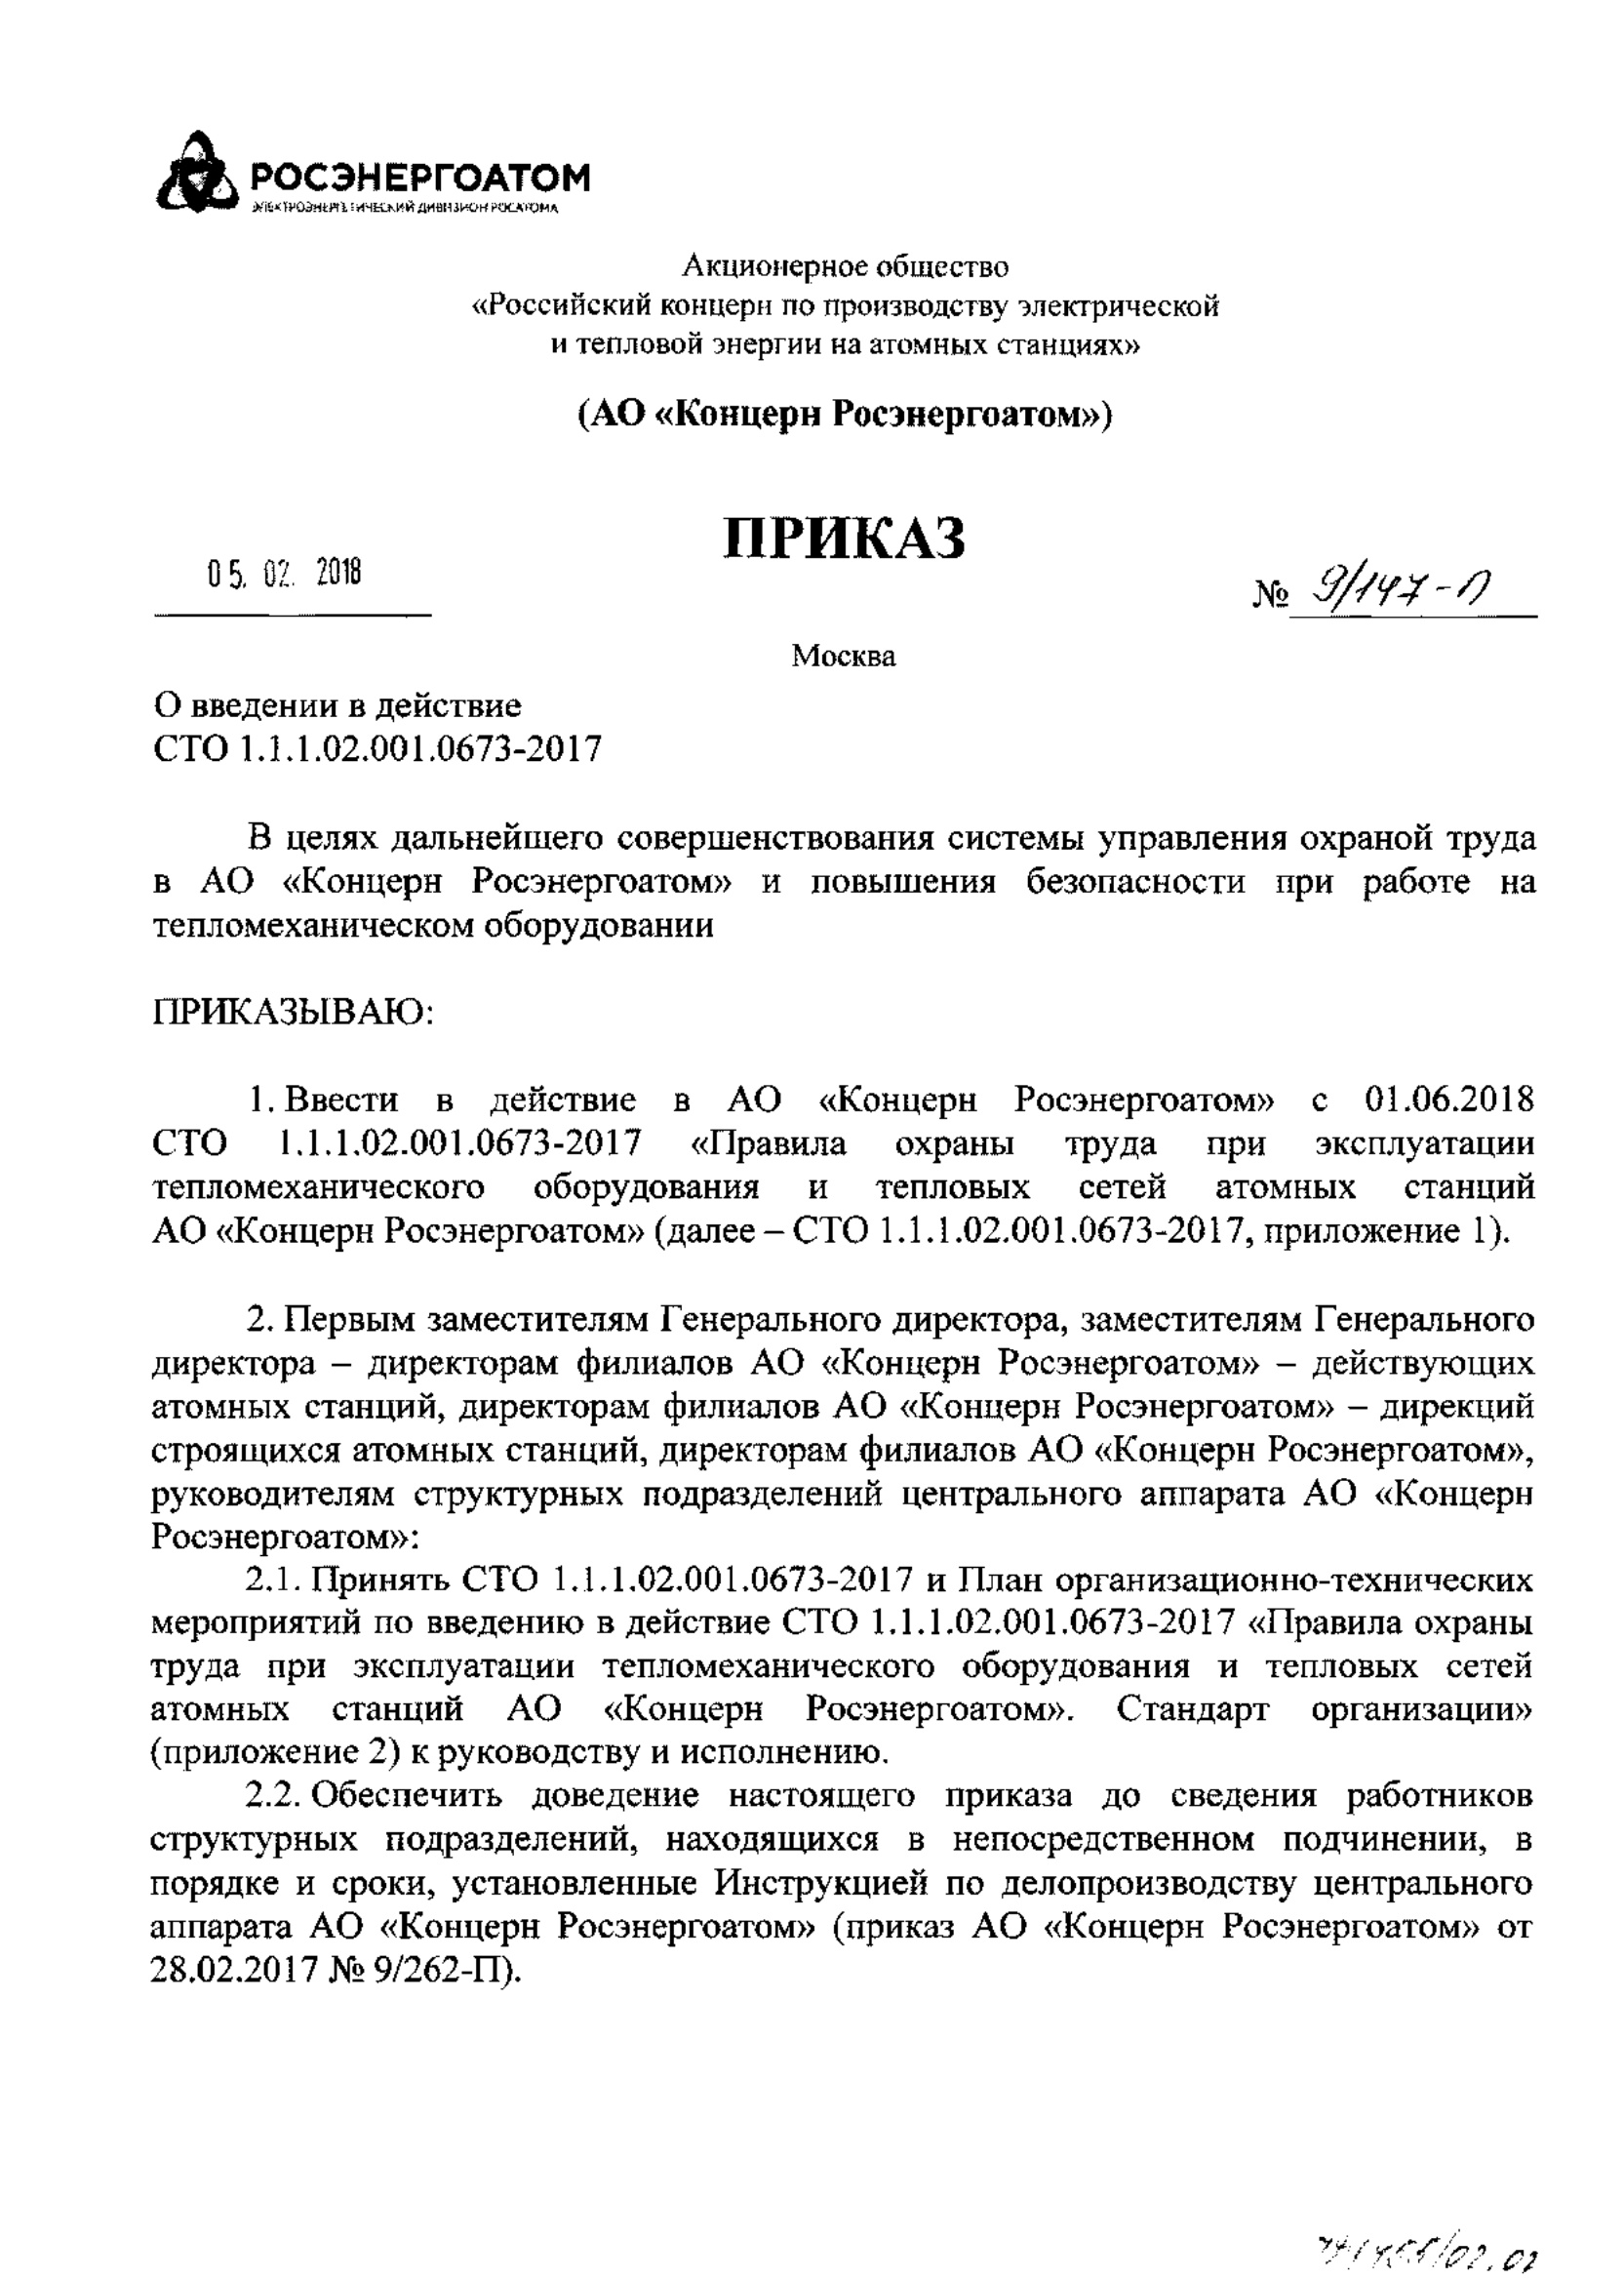 РОСЭНЕРГОАТОМ
ЭЛЕКТРОЭНЕРГЕТИЧЕСКИЙ ДИВИЗИОН РОСАТОМА
Акционерное общество
«Российский концерн по производству электрической
и тепловой энергии на атомных станциях»
(АО «Концерн Росэнергоатом»)
ПРИКАЗ
05. 02. 2018
№ 9/147-П
Москва
О введении в действие
СТО 1.1.1.02.001.0673-2017
В целях дальнейшего совершенствования системы управления охраной труда
в АО «Концерн Росэнергоатом» и повышения безопасности при работе на
тепломеханическом оборудовании
ПРИКАЗЫВАЮ:
1. Ввести в действие в АО «Концерн Росэнергоатом» с 01.06.2018
СТО 1.1.1.02.001.0673-2017 «Правила охраны труда при эксплуатации
тепломеханического оборудования и тепловых сетей атомных станций
АО «Концерн Росэнергоатом» (далее – СТО 1.1.1.02.001.0673-2017, приложение 1).
2. Первым заместителям Генерального директора, заместителям Генерального
директора – директорам филиалов АО «Концерн Росэнергоатом» – действующих
атомных станций, директорам филиалов АО «Концерн Росэнергоатом» – дирекций
строящихся атомных станций, директорам филиалов АО «Концерн Росэнергоатом»,
руководителям структурных подразделений центрального аппарата АО «Концерн
Росэнергоатом»:
2.1. Принять СТО 1.1.1.02.001.0673-2017 и План организационно-технических
мероприятий по введению в действие СТО 1.1.1.02.001.0673-2017 «Правила охраны
труда при эксплуатации тепломеханического оборудования и тепловых сетей
атомных станций АО «Концерн Росэнергоатом». Стандарт организации»
(приложение 2) к руководству и исполнению.
2.2. Обеспечить доведение настоящего приказа до сведения работников
структурных подразделений, находящихся в непосредственном подчинении, в
порядке и сроки, установленные Инструкцией по делопроизводству центрального
аппарата АО «Концерн Росэнергоатом» (приказ АО «Концерн Росэнергоатом» от
28.02.2017 № 9/262-П).